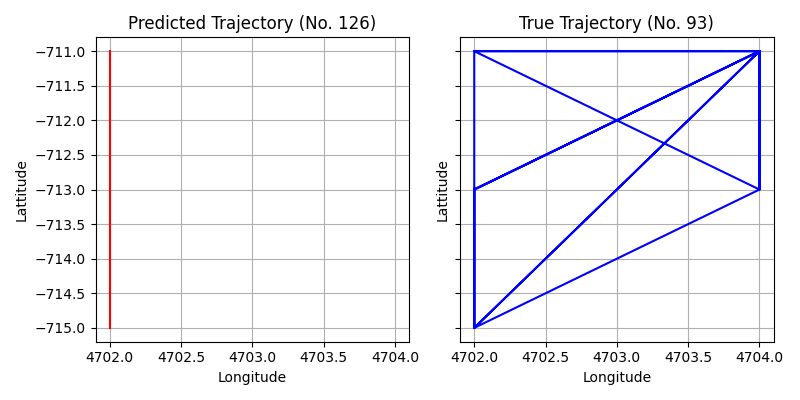 Predicted Trajectory (No. 126)
True Trajectory (No. 93)
Lattitude
−711.0
−711.5
−712.0
−712.5
−713.0
−713.5
−714.0
−714.5
−715.0
4702.0 4702.5 4703.0 4703.5 4704.0
Longitude
Lattitude
4702.0 4702.5 4703.0 4703.5 4704.0
Longitude